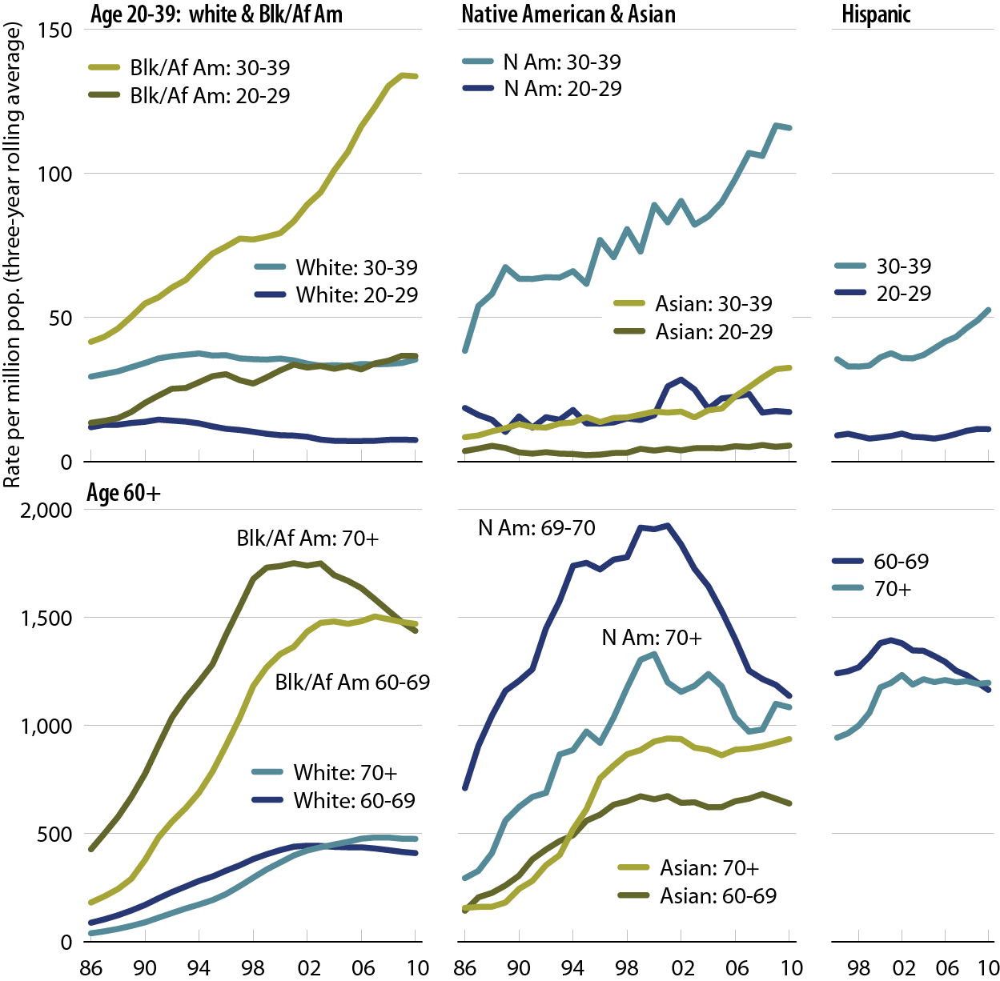 Age 20-39: white & Blk/Af Am
Native American & Asian
Hispanic
Rate per million pop. (three-year rolling average)
150
100
50
0
Blk/Af Am: 30-39
Blk/Af Am: 20-29
White: 30-39
White: 20-29
N Am: 30-39
N Am: 20-29
Asian: 30-39
Asian: 20-29
30-39
20-29
Age 60+
2,000
1,500
1,000
500
0
Blk/Af Am: 70+
Blk/Af Am 60-69
White: 70+
White: 60-69
86 90 94 98 02 06 10
N Am: 69-70
N Am: 70+
Asian: 70+
Asian: 60-69
86 90 94 98 02 06 10
60-69
70+
98 02 06 10